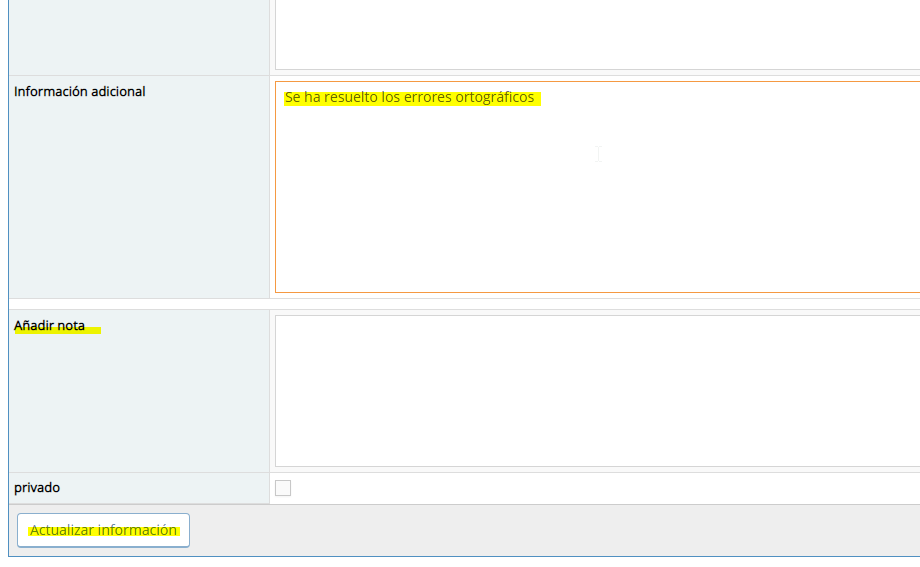 Información adicional
Se ha resuelto los errores ortográficos
Añadir nota
privado
Actualizar información